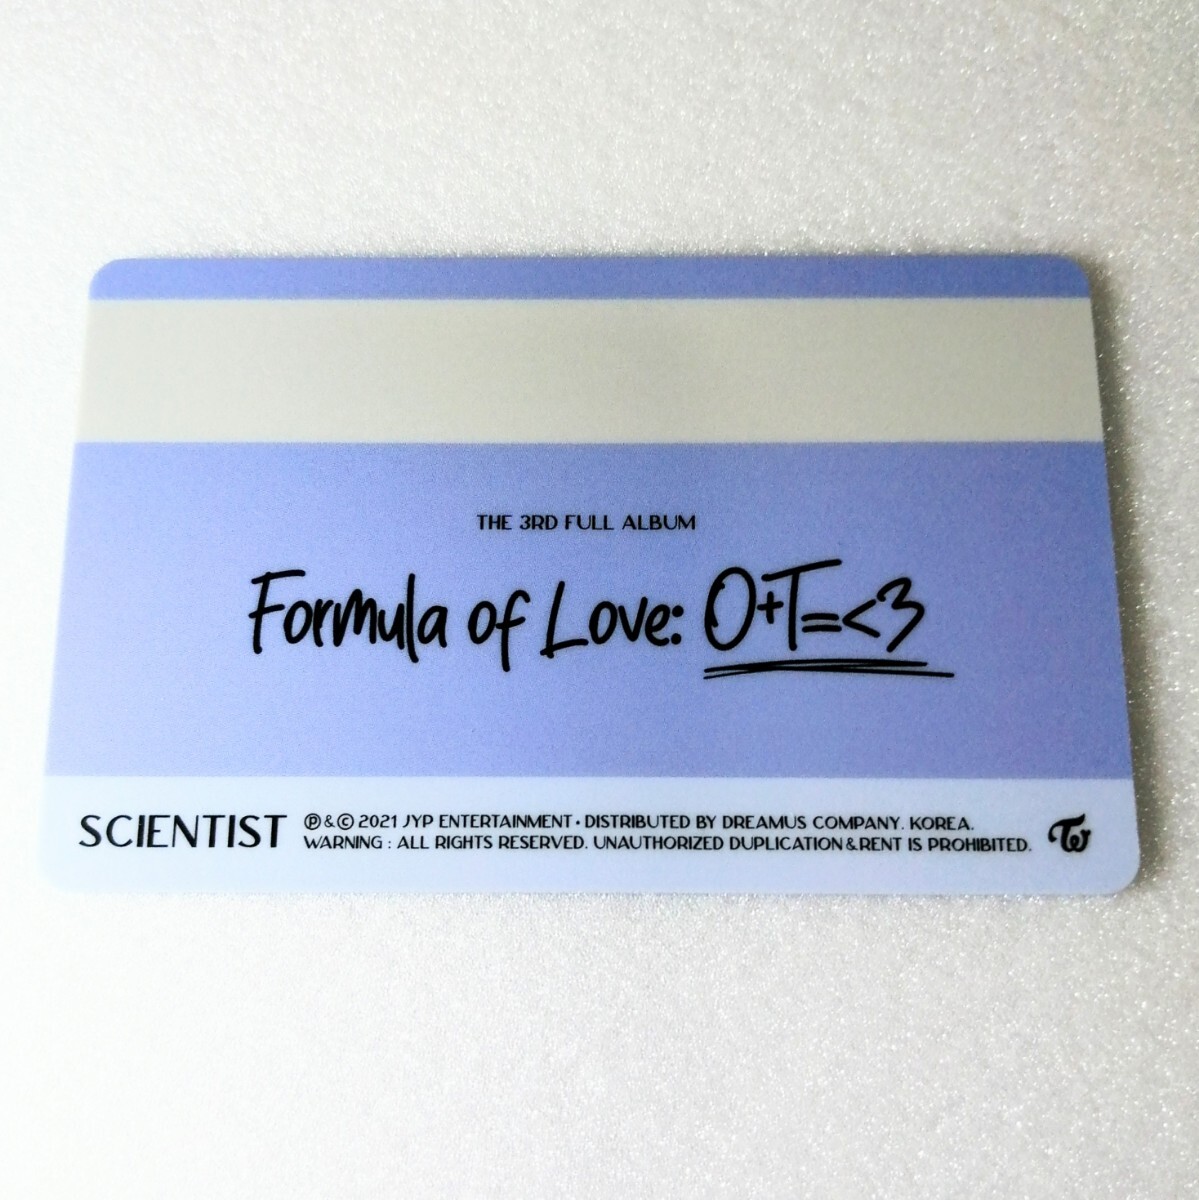 THE 3RD FULL ALBUM
Formula of Love: O+T=<3
SCIENTIST
Ⓟ&Ⓒ 2021 JYP ENTERTAINMENT • DISTRIBUTED BY DREAMUS COMPANY. KOREA.
WARNING : ALL RIGHTS RESERVED. UNAUTHORIZED DUPLICATION & RENT IS PROHIBITED.
TW